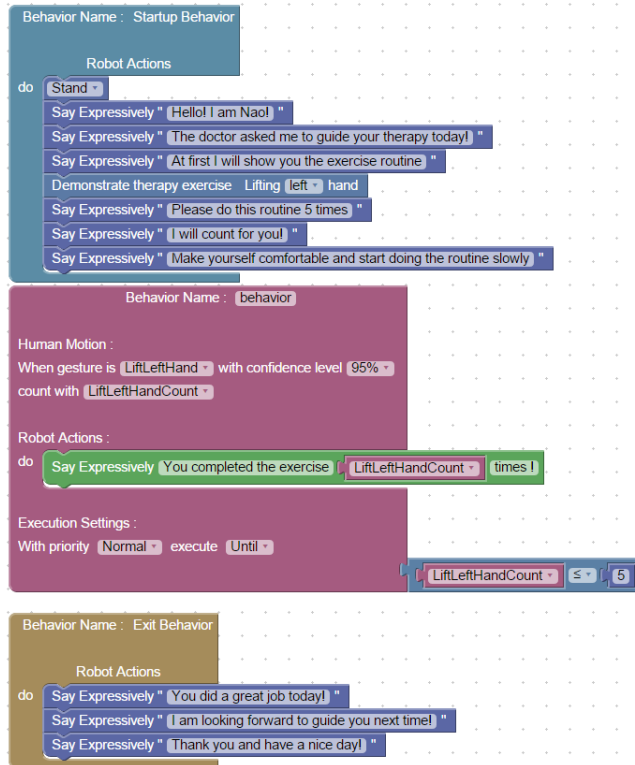 Behavior Name : Startup Behavior
Robot Actions
do Stand
Say Expressively " Hello! I am Nao! "
Say Expressively " The doctor asked me to guide your therapy today! "
Say Expressively " At first I will show you the exercise routine "
Demonstrate therapy exercise Lifting left hand
Say Expressively " Please do this routine 5 times "
Say Expressively " I will count for you! "
Say Expressively " Make yourself comfortable and start doing the routine slowly "
Behavior Name : behavior
Human Motion :
When gesture is LiftLeftHand with confidence level 95%
count with LiftLeftHandCount
Robot Actions :
do Say Expressively You completed the exercise LiftLeftHandCount times !
Execution Settings :
With priority Normal execute Until
LiftLeftHandCount ≤ 5
Behavior Name : Exit Behavior
Robot Actions
do Say Expressively " You did a great job today! "
Say Expressively " I am looking forward to guide you next time! "
Say Expressively " Thank you and have a nice day! "